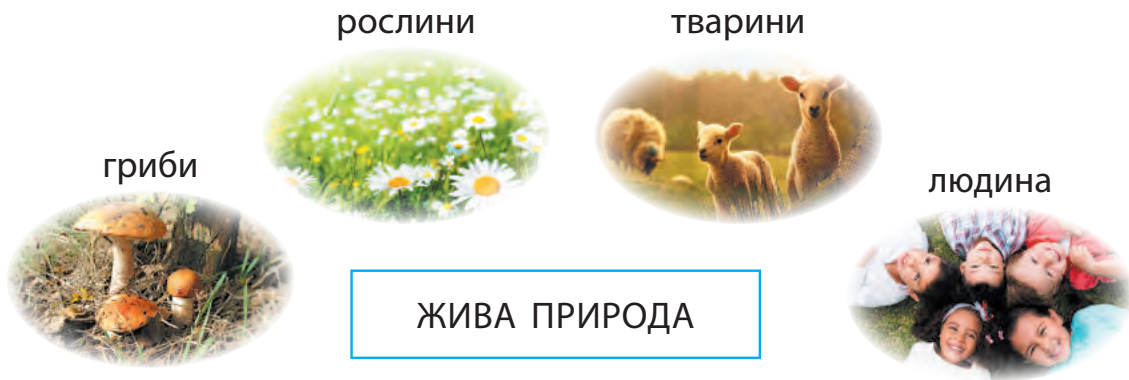 рослини
тварини
гриби
людина
ЖИВА ПРИРОДА